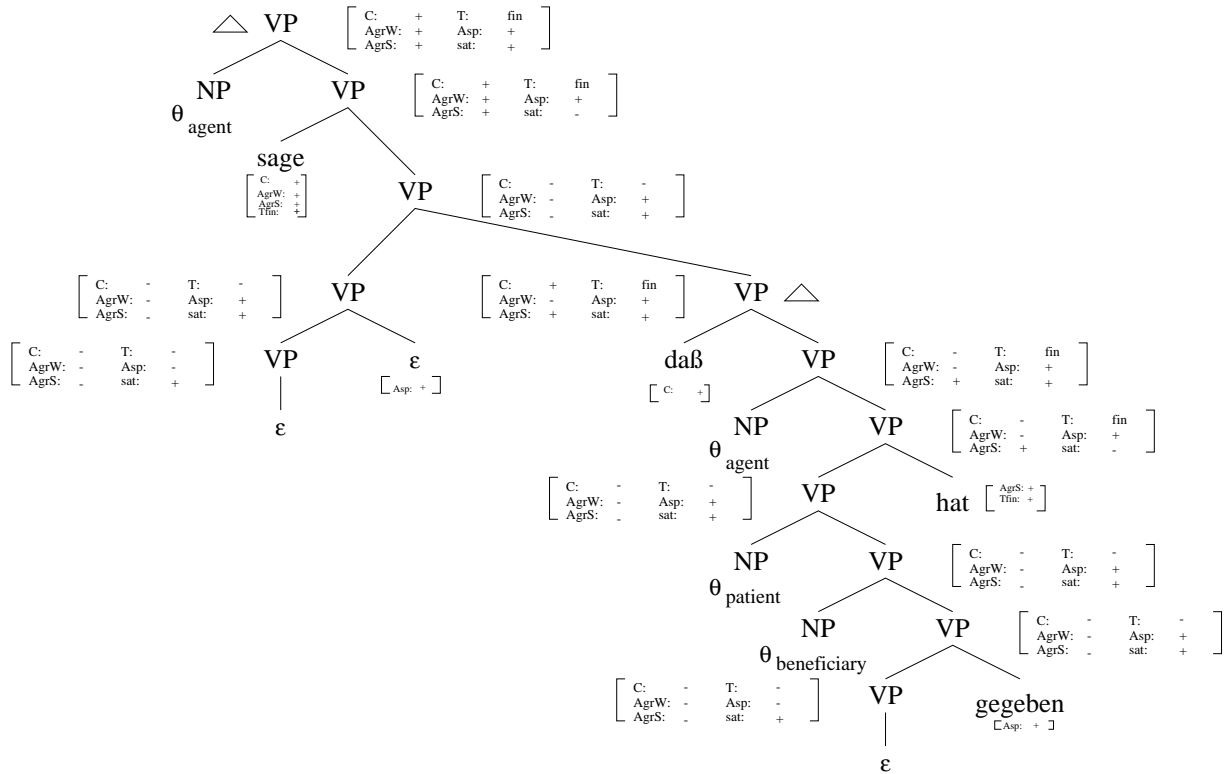 VP [ C: + T: fin
AgrW: + Asp: +
AgrS: + sat: + ]
NP VP [ C: + T: fin
AgrW: + Asp: +
AgrS: + sat: - ]
θ agent
sage
[ C: +
AgrW: +
AgrS: +
Tfin: + ]
VP [ C: - T: -
AgrW: - Asp: +
AgrS: - sat: + ]
[ C: - T: -
AgrW: - Asp: +
AgrS: - sat: + ] VP
[ C: + T: fin
AgrW: - Asp: +
AgrS: + sat: + ] VP
[ C: - T: -
AgrW: - Asp: -
AgrS: - sat: + ] VP
ε
[ Asp: + ]
ε
daß
[ C: + ]
VP [ C: - T: fin
AgrW: - Asp: +
AgrS: + sat: + ]
NP VP [ C: - T: fin
AgrW: - Asp: +
AgrS: + sat: - ]
θ agent
[ C: - T: -
AgrW: - Asp: +
AgrS: - sat: + ] VP
hat [ AgrS: +
Tfin: + ]
NP VP [ C: - T: -
AgrW: - Asp: +
AgrS: - sat: + ]
θ patient
NP VP [ C: - T: -
AgrW: - Asp: +
AgrS: - sat: + ]
θ beneficiary
[ C: - T: -
AgrW: - Asp: -
AgrS: - sat: + ] VP
gegeben
[ Asp: + ]
ε